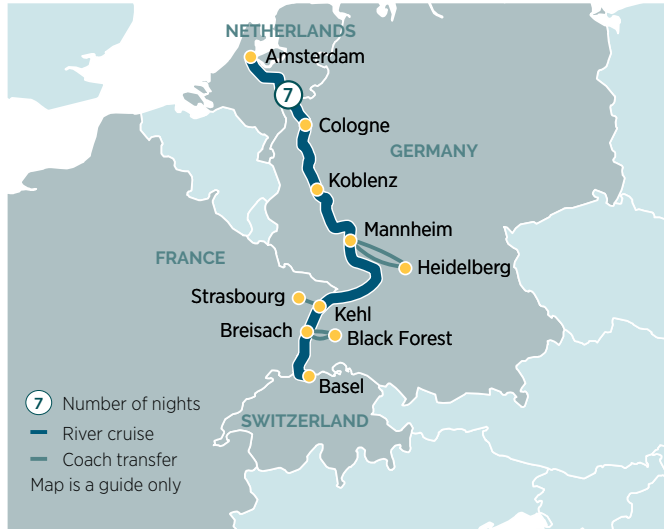 NETHERLANDS
Amsterdam
7
Cologne
GERMANY
Koblenz
Mannheim
FRANCE
Heidelberg
Strasbourg
Kehl
Breisach
Black Forest
Basel
SWITZERLAND
7 Number of nights
River cruise
Coach transfer
Map is a guide only